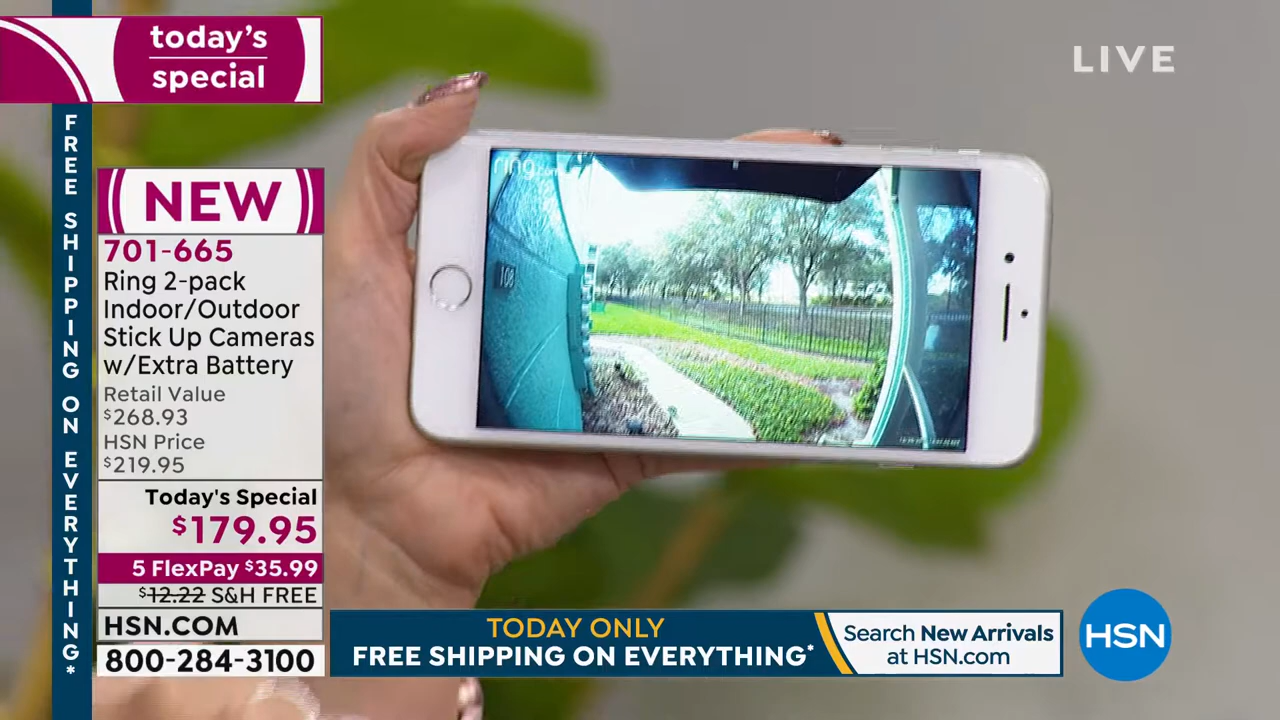 today's
special
LIVE
FREE SHIPPING ON EVERYTHING*
NEW
701-665
Ring 2-pack
Indoor/Outdoor
Stick Up Cameras
w/Extra Battery
Retail Value
$268.93
HSN Price
$219.95
Today's Special
$179.95
5 FlexPay $35.99
$12.22 S&H FREE
HSN.COM
800-284-3100
ring.com
108
TODAY ONLY
FREE SHIPPING ON EVERYTHING*
Search New Arrivals
at HSN.com
HSN